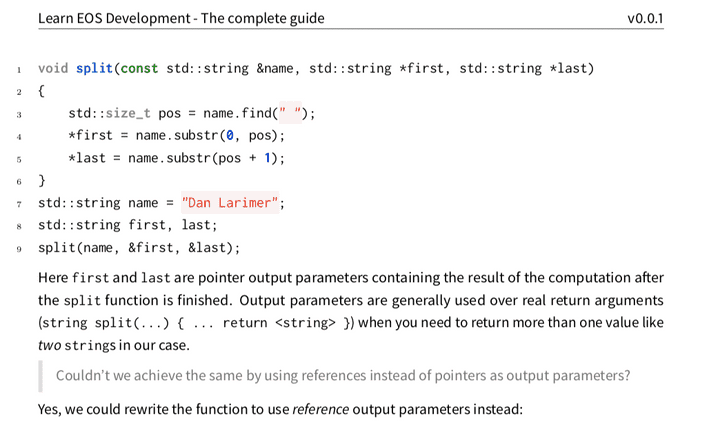 Learn EOS Development - The complete guide v0.0.1
1 void split(const std::string &name, std::string *first, std::string *last)
2 {
3 std::size_t pos = name.find(" ");
4 *first = name.substr(0, pos);
5 *last = name.substr(pos + 1);
6 }
7 std::string name = "Dan Larimer";
8 std::string first, last;
9 split(name, &first, &last);
Here first and last are pointer output parameters containing the result of the computation after
the split function is finished. Output parameters are generally used over real return arguments
(string split(...) { ... return <string> }) when you need to return more than one value like
two strings in our case.
Couldn't we achieve the same by using references instead of pointers as output parameters?
Yes, we could rewrite the function to use reference output parameters instead: